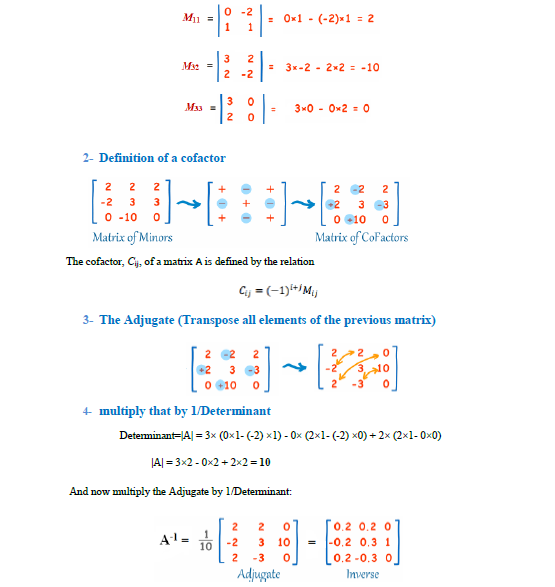 M₁₁ = | 0 -2 | = 0×1 - (-2)×1 = 2
| 1 1 |
M₃₂ = | 3 2 | = 3×-2 - 2×2 = -10
| 2 -2 |
M₃₃ = | 3 0 | = 3×0 - 0×2 = 0
| 2 0 |
2- Definition of a cofactor
[ 2 2 2 ] [ + - + ] [ 2 -2 2 ]
[ -2 3 3 ] [ - + - ] [ +2 3 -3 ]
[ 0 -10 0 ] [ + - + ] [ 0 +10 0 ]
Matrix of Minors Matrix of CoFactors
The cofactor, Cᵢⱼ, of a matrix A is defined by the relation
Cᵢⱼ = (−1)ⁱ⁺ʲMᵢⱼ
3- The Adjugate (Transpose all elements of the previous matrix)
[ 2 -2 2 ] [ 2 2 0 ]
[ +2 3 -3 ] [ -2 3 10 ]
[ 0 +10 0 ] [ 2 -3 0 ]
4- multiply that by 1/Determinant
Determinant=|A| = 3× (0×1- (-2) ×1) - 0× (2×1- (-2) ×0) + 2× (2×1- 0×0)
|A| = 3×2 - 0×2 + 2×2 = 10
And now multiply the Adjugate by 1/Determinant:
[ 2 2 0 ] [ 0.2 0.2 0 ]
A⁻¹ = 1/10 [ -2 3 10 ] = [ -0.2 0.3 1 ]
[ 2 -3 0 ] [ 0.2 -0.3 0 ]
Adjugate Inverse